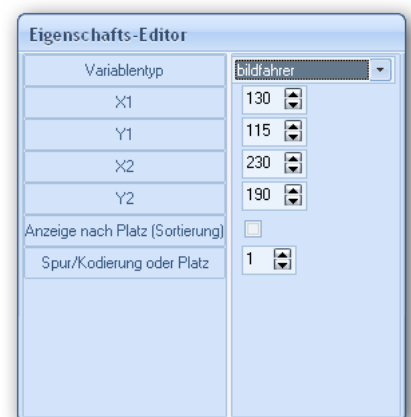 Eigenschafts-Editor
Variablentyp bildfahrer
X1 130
Y1 115
X2 230
Y2 190
Anzeige nach Platz (Sortierung)
Spur/Kodierung oder Platz 1